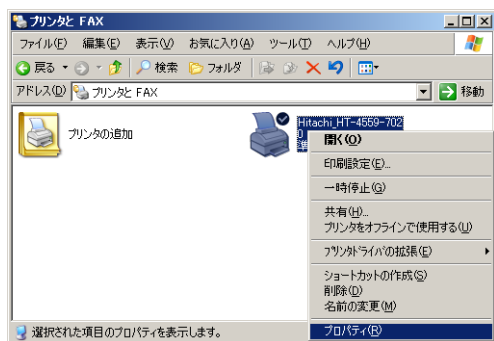 プリンタと FAX
ファイル(F) 編集(E) 表示(V) お気に入り(A) ツール(T) ヘルプ(H)
戻る 検索 フォルダ
アドレス(D) プリンタと FAX 移動
プリンタの追加
Hitachi_HT-4559-702
0
準
開く(O)
印刷設定(E)...
一時停止(G)
共有(H)...
プリンタをオフラインで使用する(U)
プリンタドライバの拡張(E)
ショートカットの作成(S)
削除(D)
名前の変更(M)
プロパティ(R)
選択された項目のプロパティを表示します。